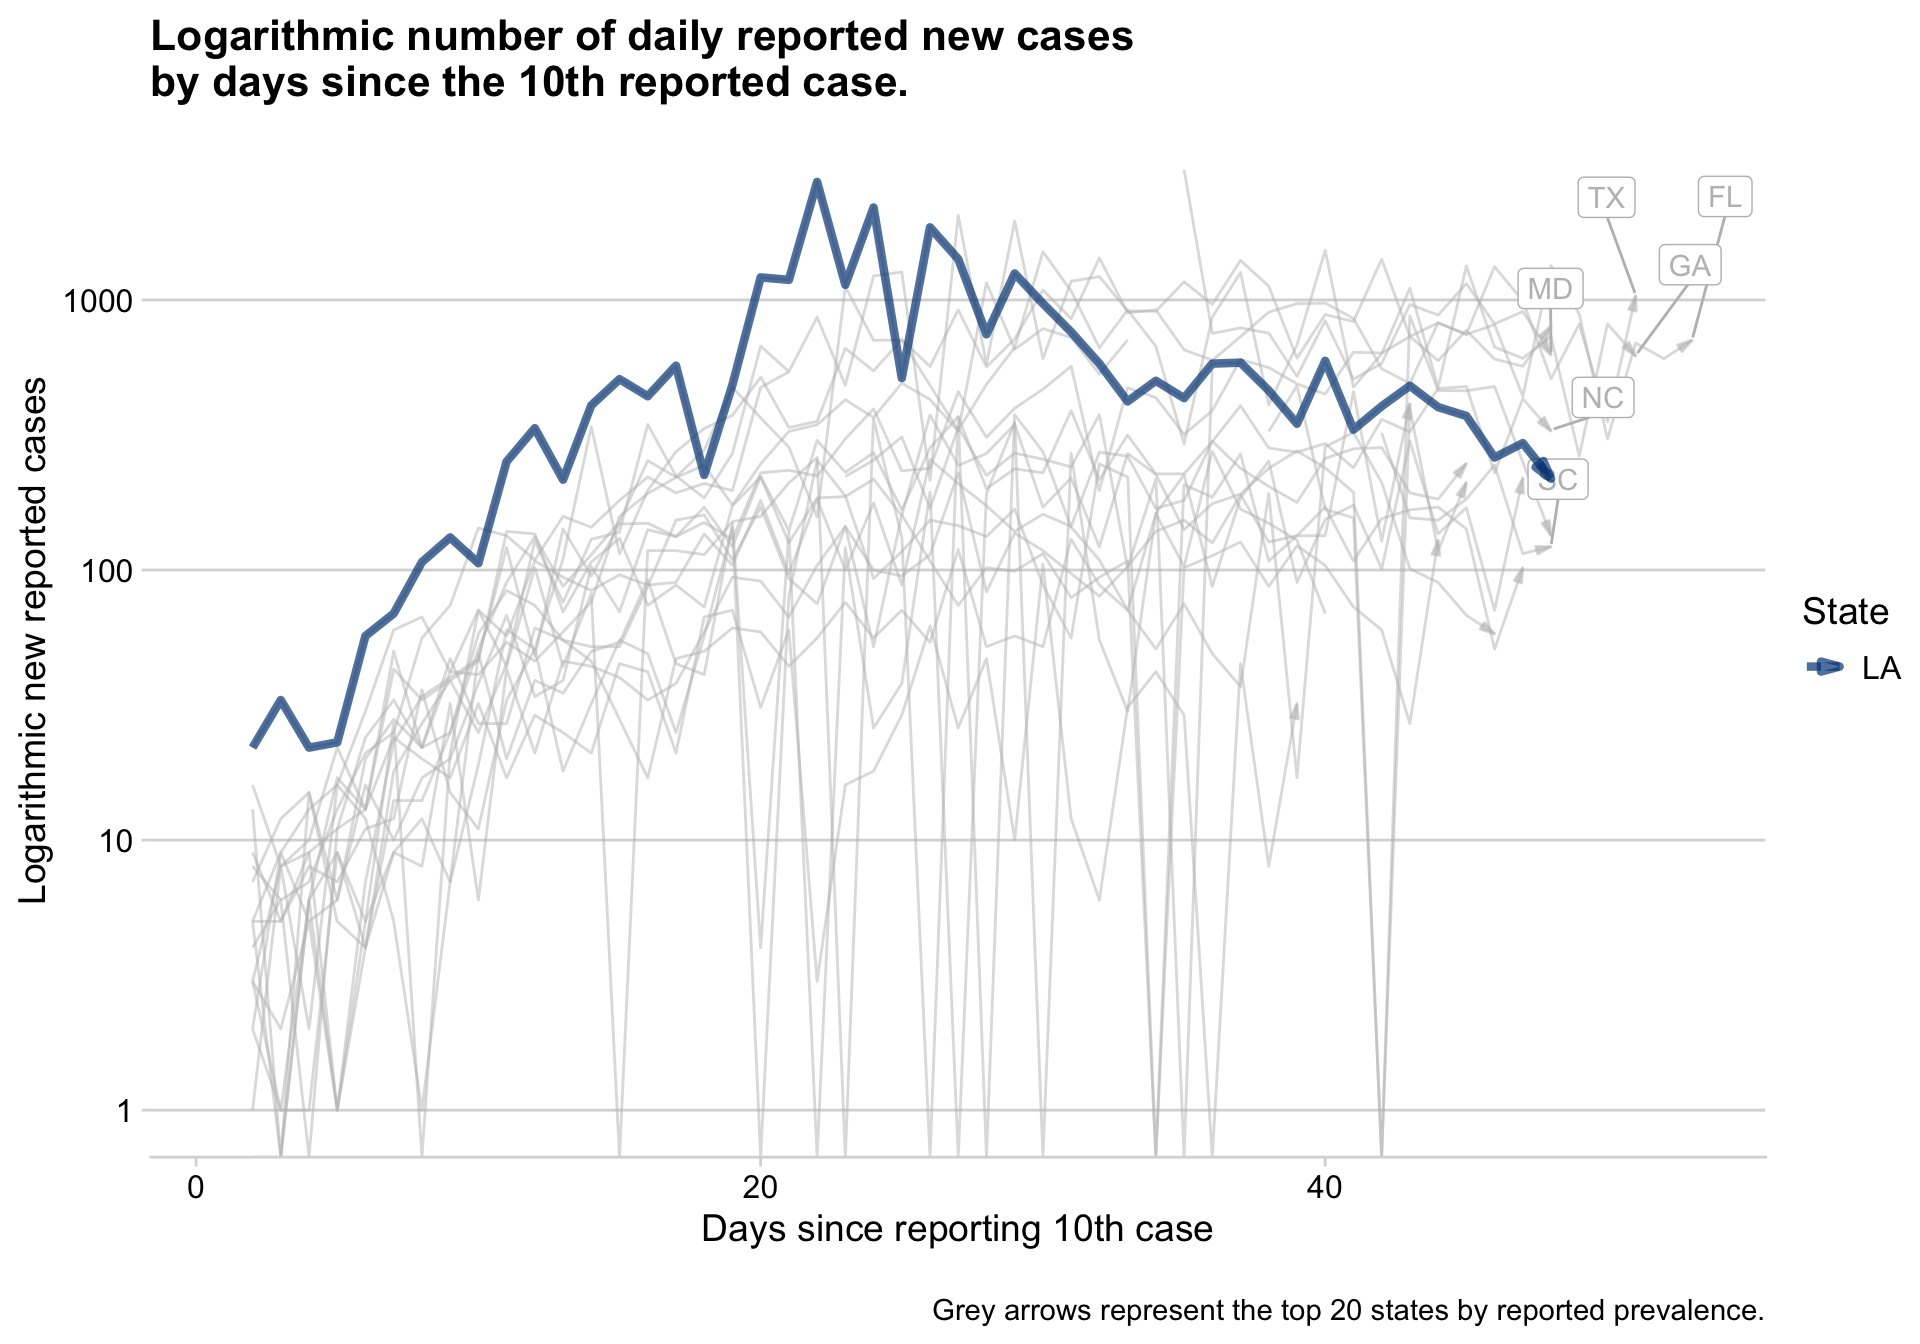 Logarithmic number of daily reported new cases
by days since the 10th reported case.
TX
FL
GA
MD
NC
SC
1000
100
10
1
Logarithmic new reported cases
0
20
40
Days since reporting 10th case
State
LA
Grey arrows represent the top 20 states by reported prevalence.